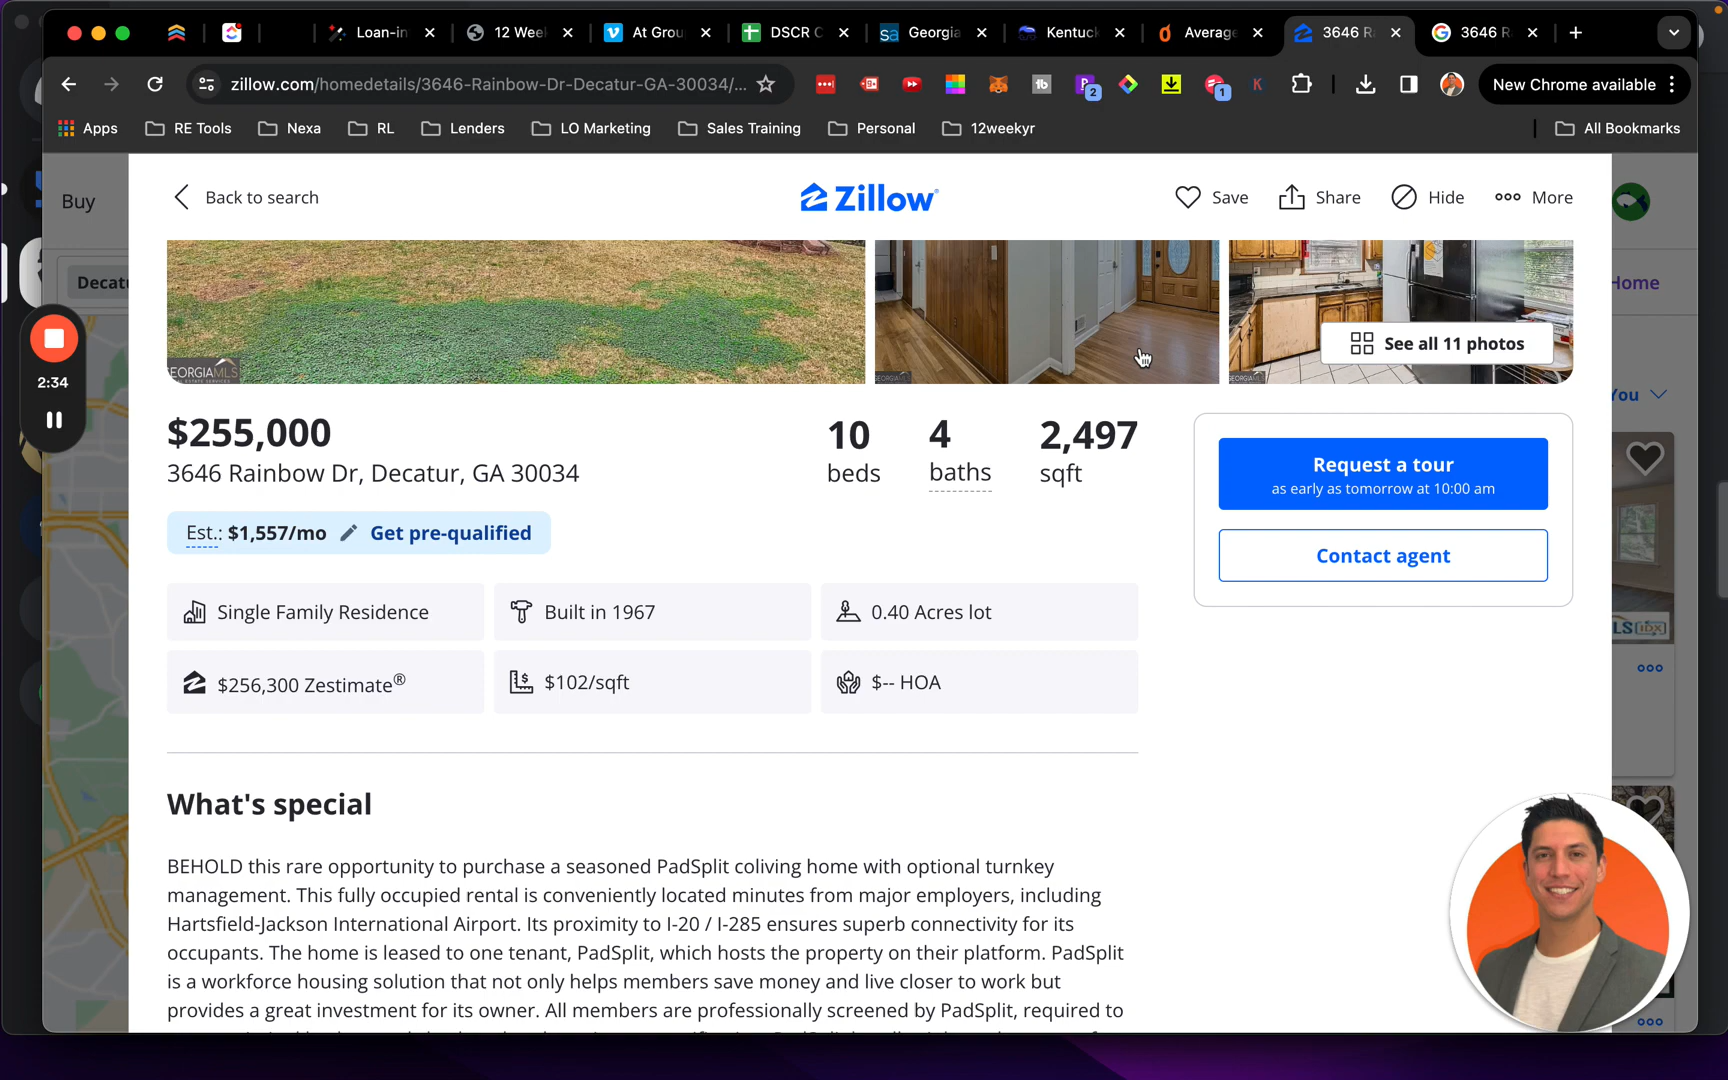 Loan-in
12 Wee
At Grou
DSCR C
Georgia
Kentuck
Average
3646 R
3646 R
zillow.com/homedetails/3646-Rainbow-Dr-Decatur-GA-30034/...
2
1
New Chrome available
Apps
RE Tools
Nexa
RL
Lenders
LO Marketing
Sales Training
Personal
12weekyr
All Bookmarks
Buy
Back to search
Zillow
Save
Share
Hide
More
Decatu
Home
2:34
GEORGIAMLS
See all 11 photos
You
$255,000
3646 Rainbow Dr, Decatur, GA 30034
10
beds
4
baths
2,497
sqft
Request a tour
as early as tomorrow at 10:00 am
Contact agent
Est.: $1,557/mo
Get pre-qualified
Single Family Residence
Built in 1967
0.40 Acres lot
$256,300 Zestimate®
$102/sqft
$-- HOA
What's special
BEHOLD this rare opportunity to purchase a seasoned PadSplit coliving home with optional turnkey
management. This fully occupied rental is conveniently located minutes from major employers, including
Hartsfield-Jackson International Airport. Its proximity to I-20 / I-285 ensures superb connectivity for its
occupants. The home is leased to one tenant, PadSplit, which hosts the property on their platform. PadSplit
is a workforce housing solution that not only helps members save money and live closer to work but
provides a great investment for its owner. All members are professionally screened by PadSplit, required to